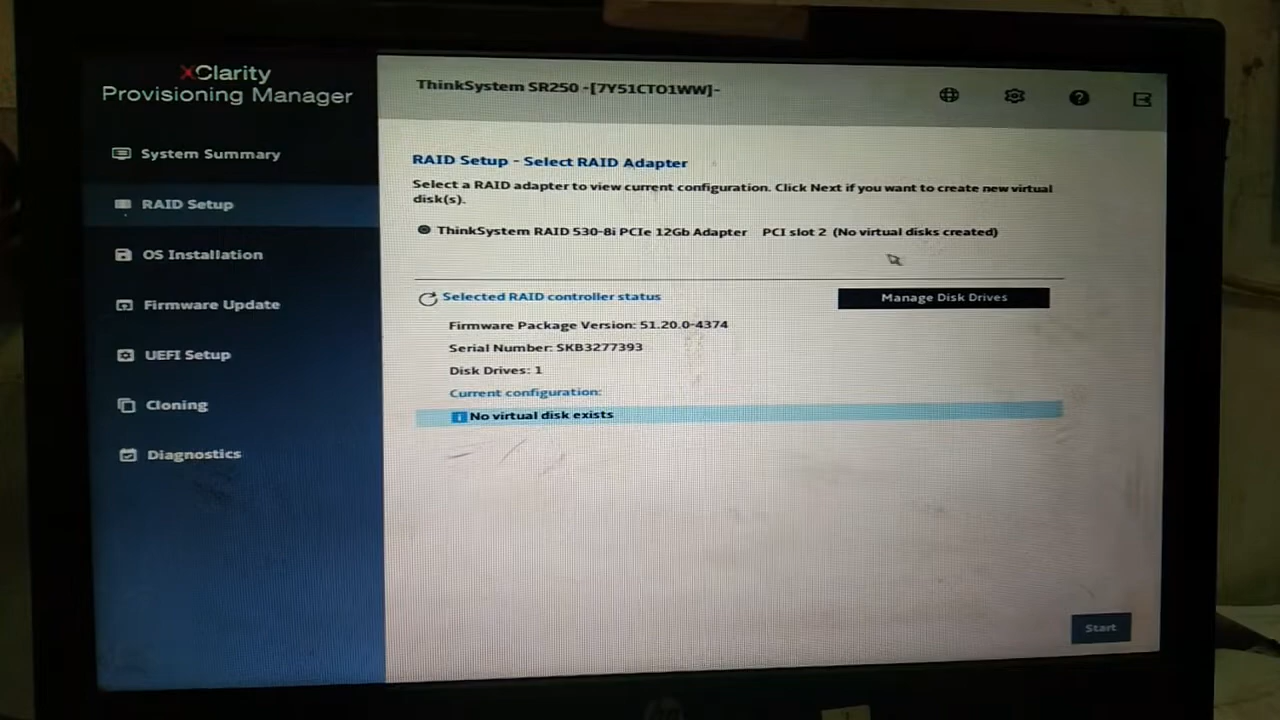 XClarity
Provisioning Manager
System Summary
RAID Setup
OS Installation
Firmware Update
UEFI Setup
Cloning
Diagnostics
ThinkSystem SR250 -[7Y51CTO1WW]-
RAID Setup - Select RAID Adapter
Select a RAID adapter to view current configuration. Click Next if you want to create new virtual
disk(s).
ThinkSystem RAID 530-8i PCIe 12Gb Adapter PCI slot 2 (No virtual disks created)
Selected RAID controller status
Manage Disk Drives
Firmware Package Version: 51.20.0-4374
Serial Number: SKB3277393
Disk Drives: 1
Current configuration:
No virtual disk exists
Start
hp